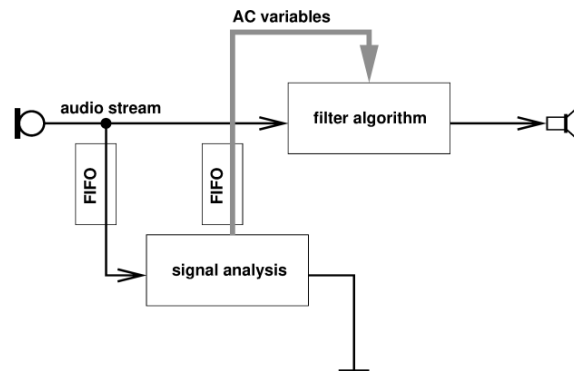 AC variables
audio stream
filter algorithm
FIFO
FIFO
signal analysis